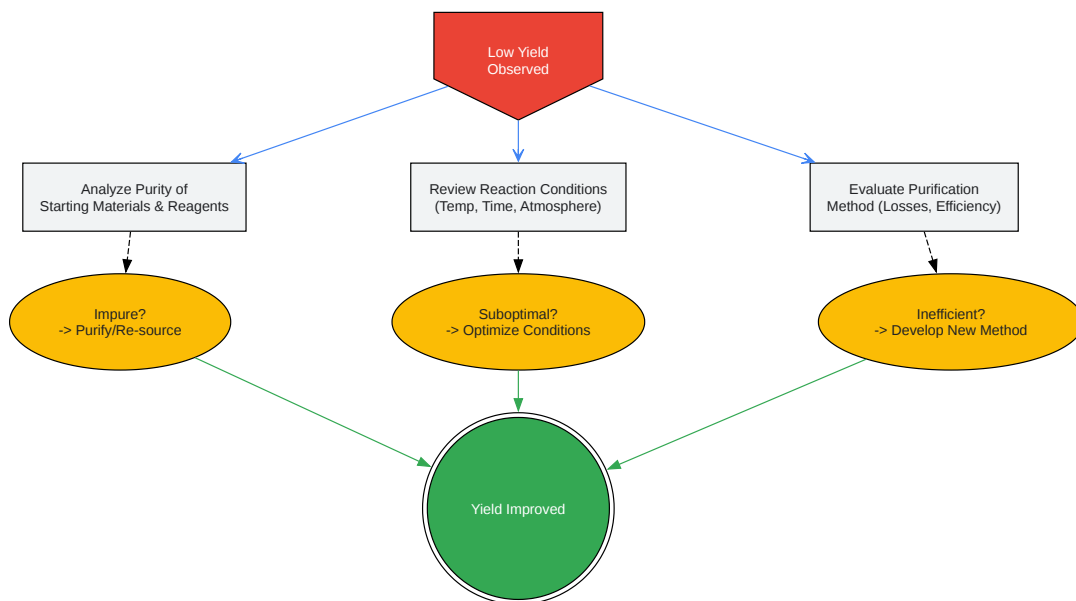 Low Yield
Observed
Analyze Purity of
Starting Materials & Reagents
Review Reaction Conditions
(Temp, Time, Atmosphere)
Evaluate Purification
Method (Losses, Efficiency)
Impure?
-> Purify/Re-source
Suboptimal?
-> Optimize Conditions
Inefficient?
-> Develop New Method
Yield Improved